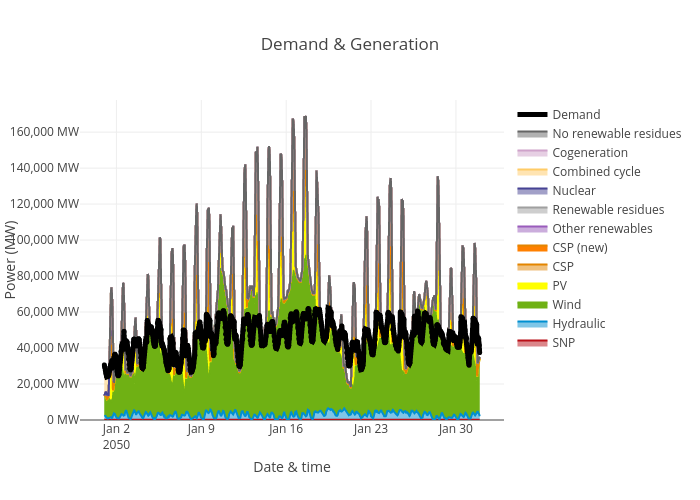 Demand & Generation
160,000 MW
140,000 MW
120,000 MW
100,000 MW
80,000 MW
60,000 MW
40,000 MW
20,000 MW
0 MW
Power (MW)
Jan 2
2050
Jan 9
Jan 16
Jan 23
Jan 30
Date & time
Demand
No renewable residues
Cogeneration
Combined cycle
Nuclear
Renewable residues
Other renewables
CSP (new)
CSP
PV
Wind
Hydraulic
SNP